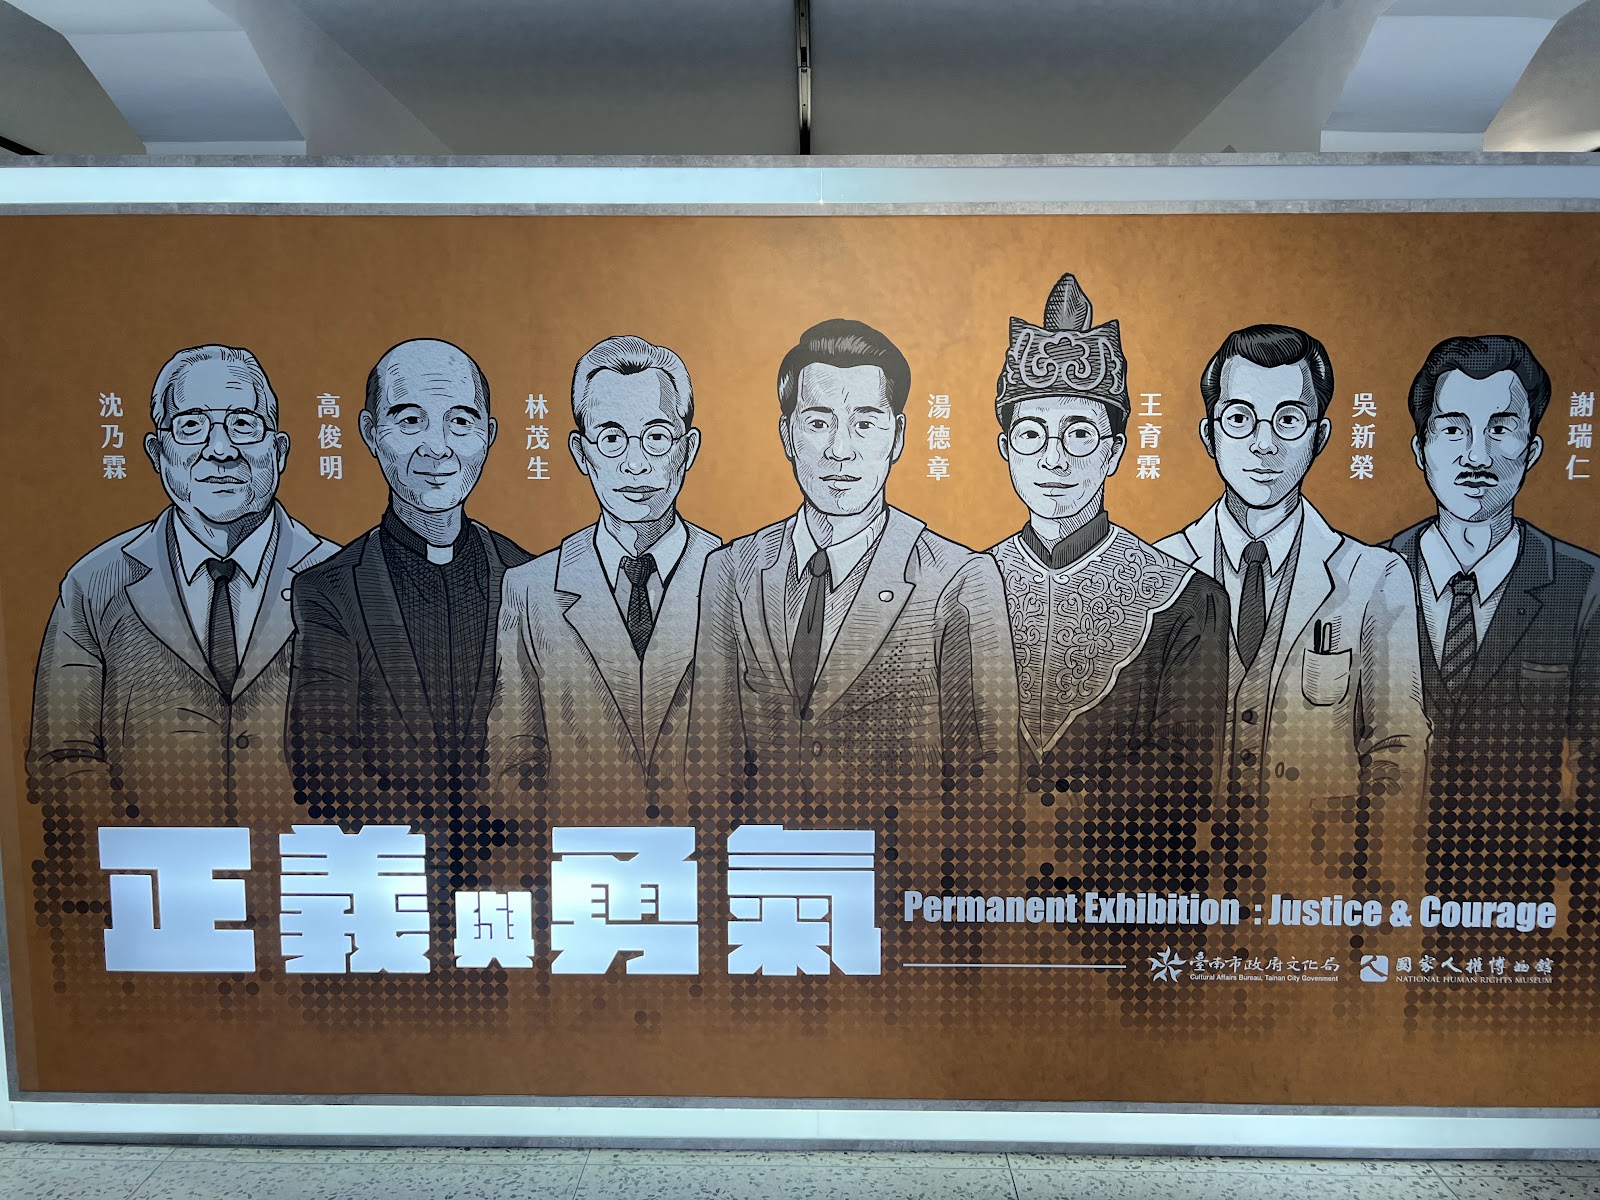 沈乃霖
高俊明
林茂生
湯德章
王育霖
吳新榮
謝瑞仁
正義與勇氣
Permanent Exhibition : Justice & Courage
臺南市政府文化局
Cultural Affairs Bureau, Tainan City Government
國家人權博物館
NATIONAL HUMAN RIGHTS MUSEUM